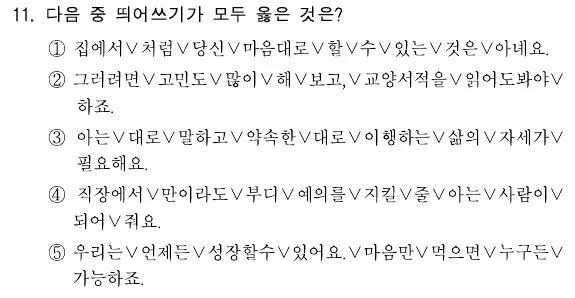 11. 다음 중 띄어쓰기가 모두 옳은 것은?
① 집에서∨처럼∨당신∨마음대로∨할∨수∨있는∨것은∨아녜요.
② 그러려면∨고민도∨많이∨해∨보고,∨교양서적을∨읽어도봐야∨
하죠.
③ 아는∨대로∨말하고∨약속한∨대로∨이행하는∨삶의∨자세가∨
필요해요.
④ 직장에서∨만이라도∨부디∨예의를∨지킬∨줄∨아는∨사람이∨
되어∨줘요.
⑤ 우리는∨언제든∨성장할수∨있어요.∨마음만∨먹으면∨누구든∨
가능하죠.